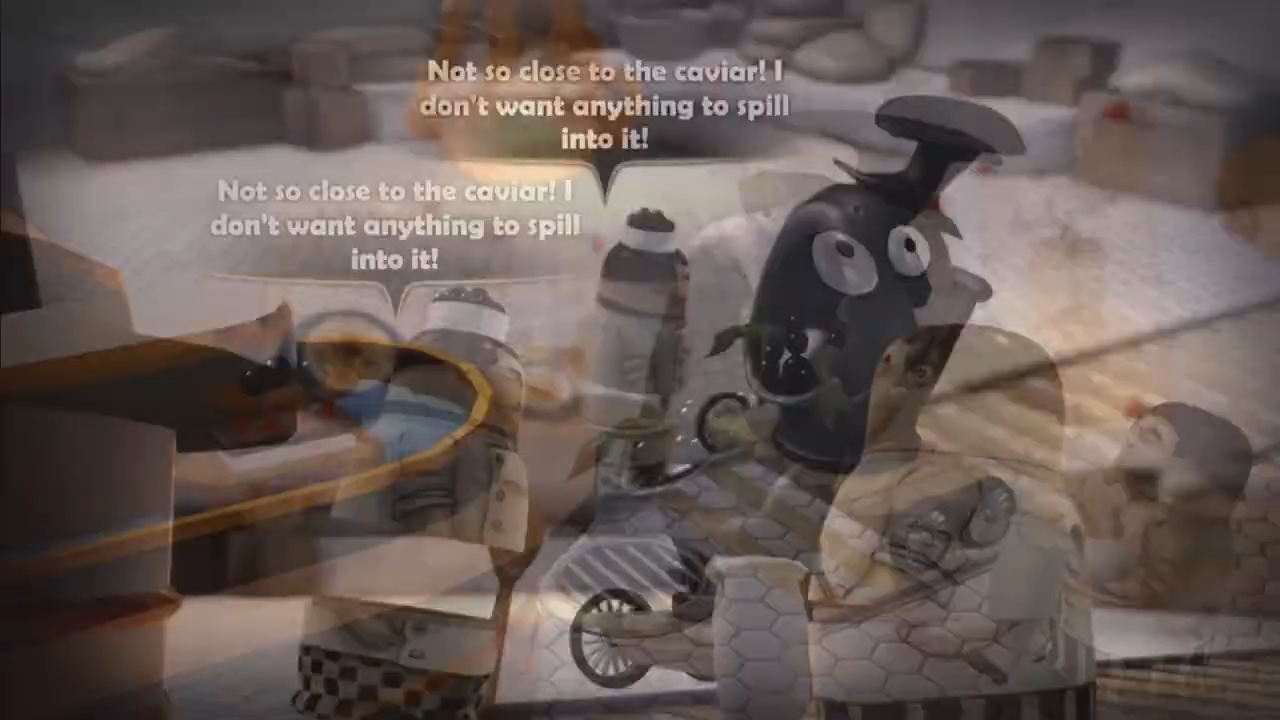 Not so close to the caviar! I
don't want anything to spill
into it!
Not so close to the caviar! I
don't want anything to spill
into it!